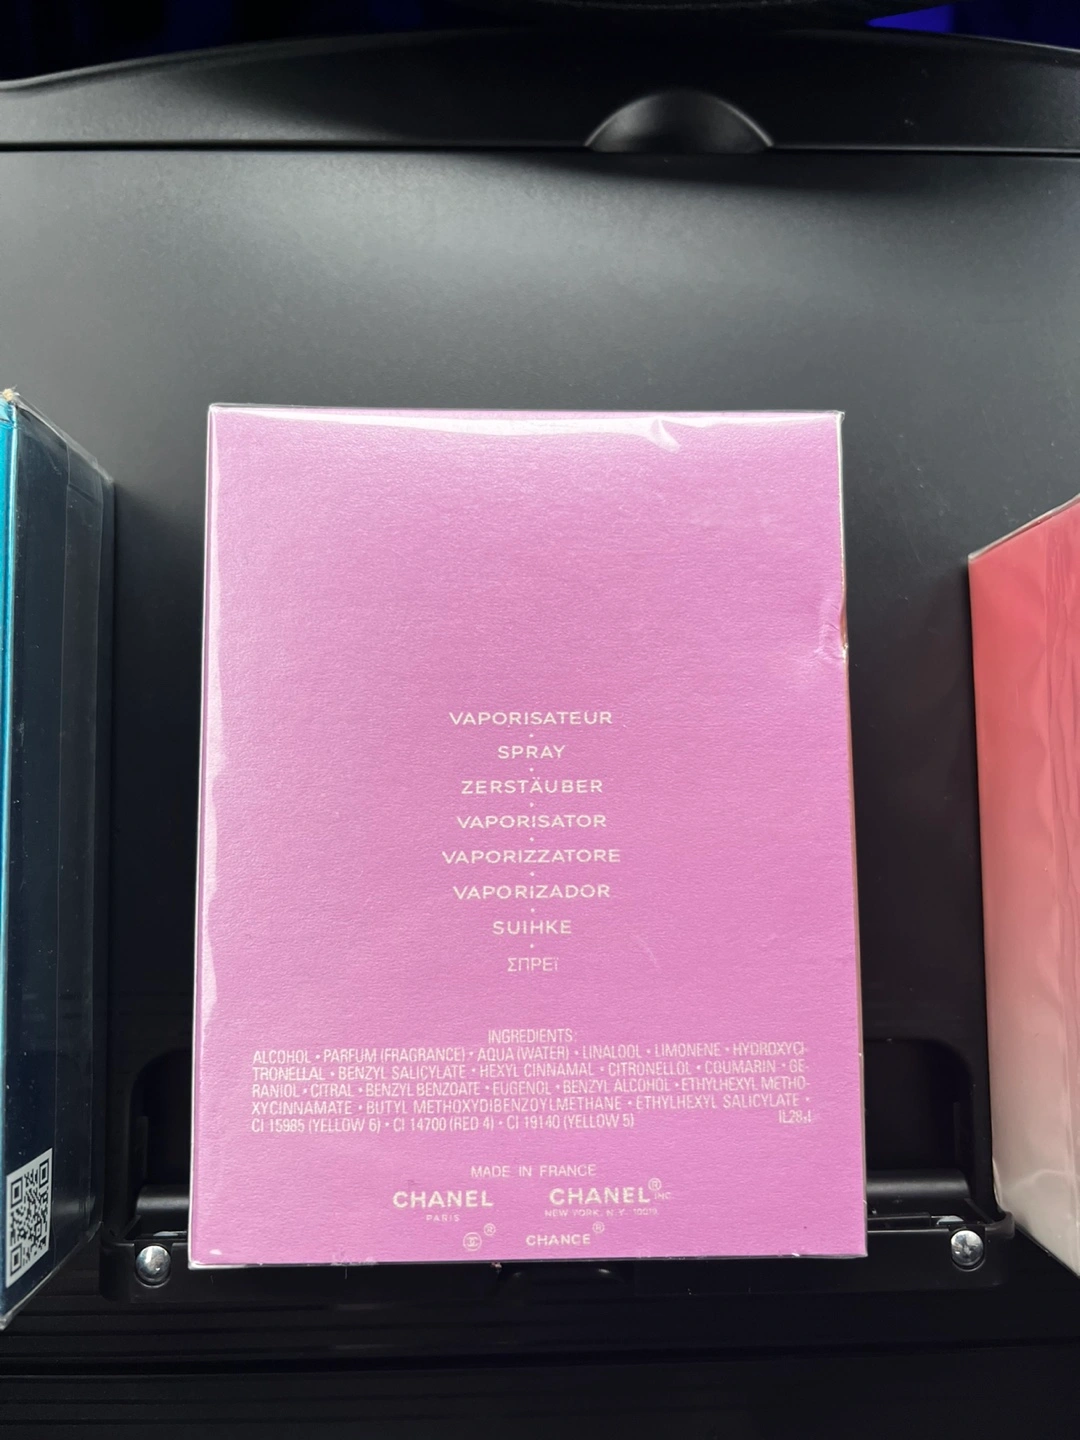 VAPORISATEUR
SPRAY
ZERSTÄUBER
VAPORISATOR
VAPORIZZATORE
VAPORIZADOR
SUIHKE
ΣΠΡΕΪ
INGREDIENTS:
ALCOHOL • PARFUM (FRAGRANCE) • AQUA (WATER) • LINALOOL • LIMONENE • HYDROXYCI-
TRONELLAL • BENZYL SALICYLATE • HEXYL CINNAMAL • CITRONELLOL • COUMARIN • GE-
RANIOL • CITRAL • BENZYL BENZOATE • EUGENOL • BENZYL ALCOHOL • ETHYLHEXYL METHO-
XYCINNAMATE • BUTYL METHOXYDIBENZOYLMETHANE • ETHYLHEXYL SALICYLATE •
CI 15985 (YELLOW 6) • CI 14700 (RED 4) • CI 19140 (YELLOW 5)
MADE IN FRANCE
CHANEL CHANEL® INC.
PARIS NEW YORK, N.Y. 10019
® CHANCE®